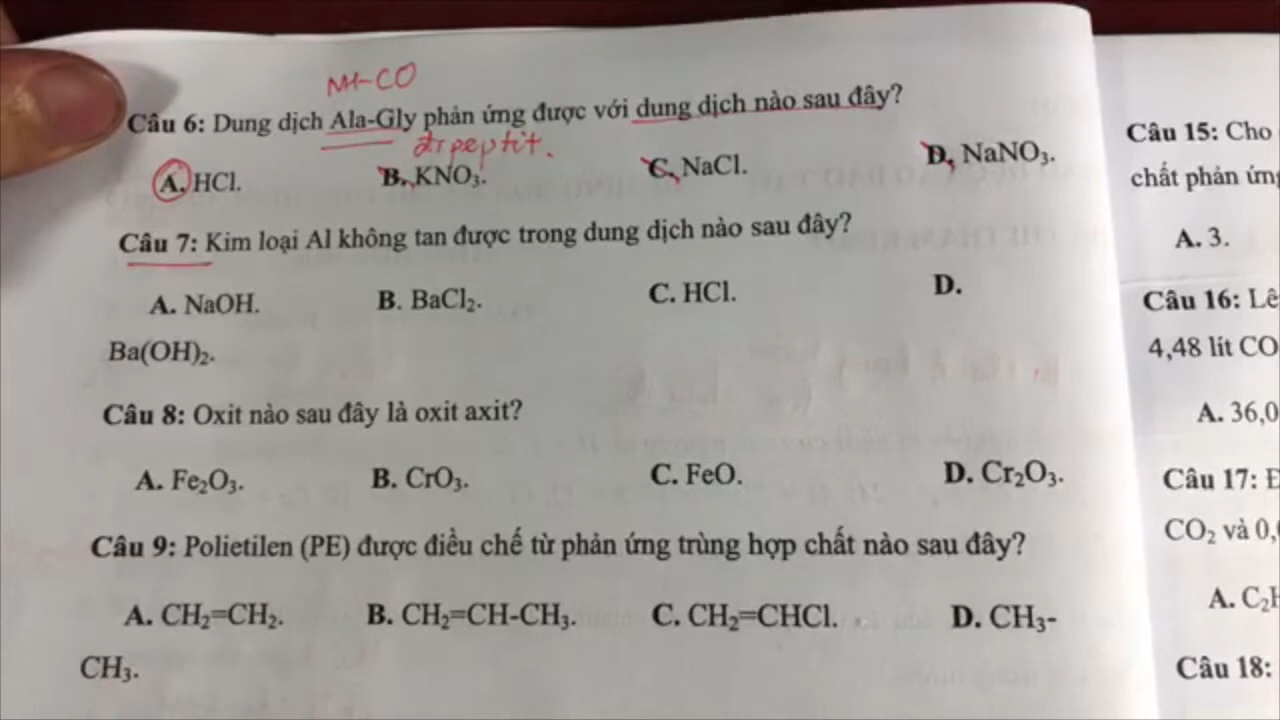 NH-CO
Câu 6: Dung dịch Ala-Gly phản ứng được với dung dịch nào sau đây?
đipeptit.
A. HCl. B. KNO₃. C. NaCl. D. NaNO₃.
Câu 7: Kim loại Al không tan được trong dung dịch nào sau đây?
A. NaOH. B. BaCl₂. C. HCl. D.
Ba(OH)₂.
Câu 8: Oxit nào sau đây là oxit axit?
A. Fe₂O₃. B. CrO₃. C. FeO. D. Cr₂O₃.
Câu 9: Polietilen (PE) được điều chế từ phản ứng trùng hợp chất nào sau đây?
A. CH₂=CH₂. B. CH₂=CH-CH₃. C. CH₂=CHCl. D. CH₃-
CH₃.
Câu 15: Cho
chất phản ứng
A. 3.
Câu 16: Lê
4,48 lít CO
A. 36,0
Câu 17: Đ
CO₂ và 0,
A. C₂H
Câu 18: